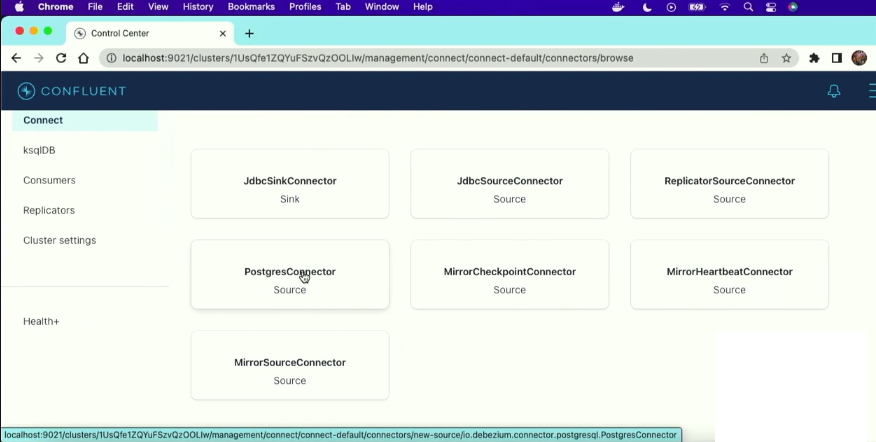 Chrome File Edit View History Bookmarks Profiles Tab Window Help
Control Center
localhost:9021/clusters/1UsQfe1ZQYuFSzvQzOOLIw/management/connect/connect-default/connectors/browse
CONFLUENT
Connect
ksqlDB
Consumers
Replicators
Cluster settings
Health+
JdbcSinkConnector
Sink
JdbcSourceConnector
Source
ReplicatorSourceConnector
Source
PostgresConnector
Source
MirrorCheckpointConnector
Source
MirrorHeartbeatConnector
Source
MirrorSourceConnector
Source
localhost:9021/clusters/1UsQfe1ZQYuFSzvQzOOLIw/management/connect/connect-default/connectors/new-source/io.debezium.connector.postgresql.PostgresConnector